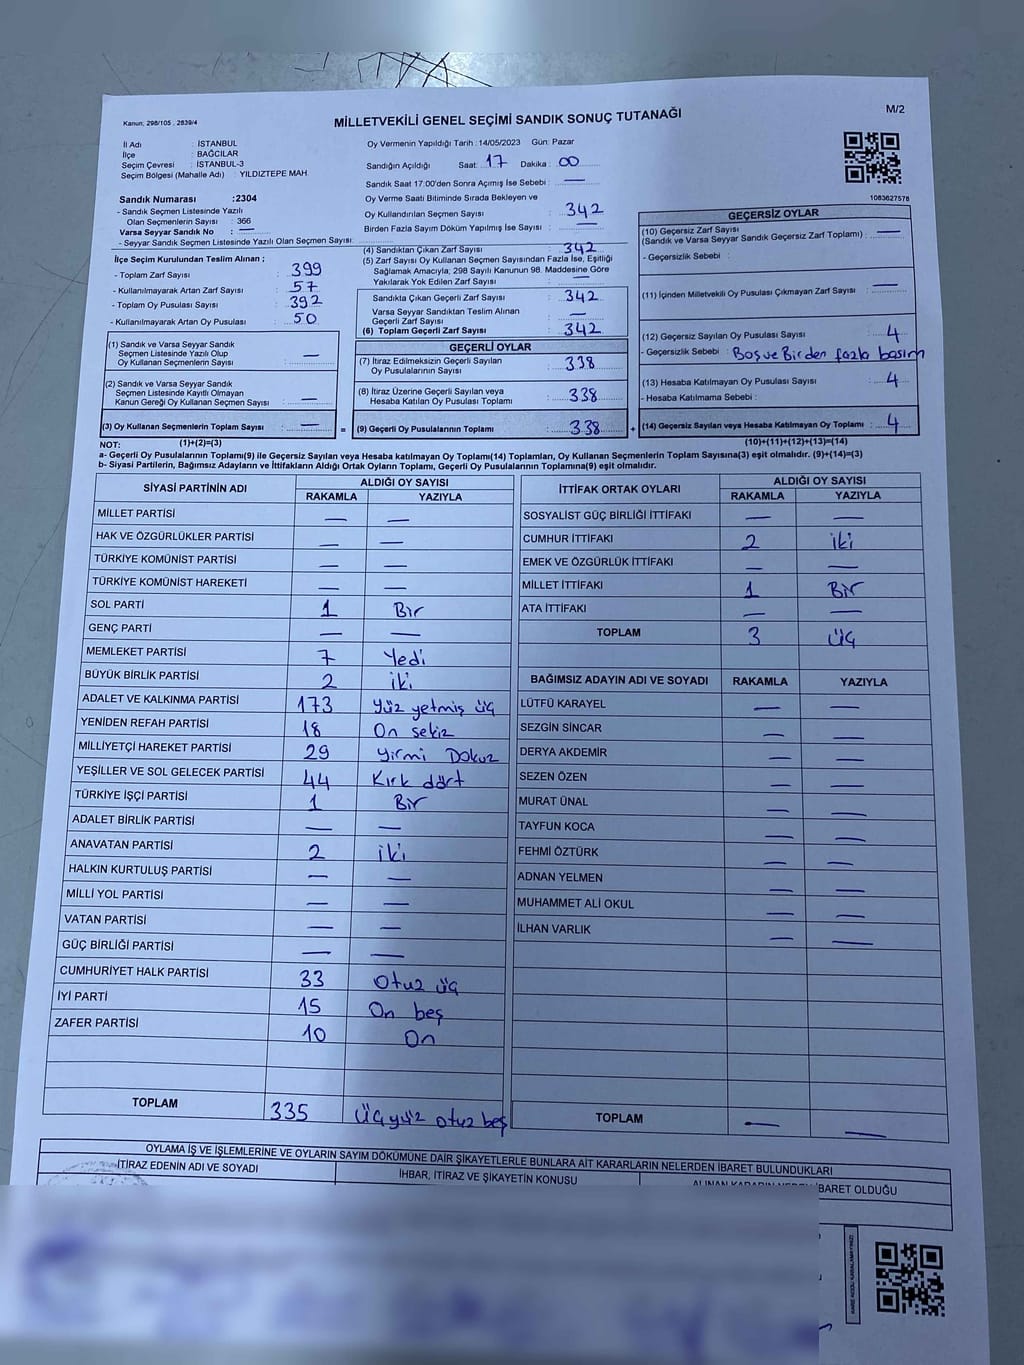 Kanun: 298/105 , 2839/4
MİLLETVEKİLİ GENEL SEÇİMİ SANDIK SONUÇ TUTANAĞI
M/2
İl Adı : İSTANBUL
İlçe : BAĞCILAR
Seçim Çevresi : İSTANBUL-3
Seçim Bölgesi (Mahalle Adı) : YILDIZTEPE MAH.
Oy Vermenin Yapıldığı Tarih : 14/05/2023 Gün: Pazar
Sandığın Açıldığı Saat: 17 Dakika : 00
Sandık Saat 17:00'den Sonra Açımış İse Sebebi : —
Sandık Numarası :2304
- Sandık Seçmen Listesinde Yazılı
Olan Seçmenlerin Sayısı : 366
Varsa Seyyar Sandık No : —
- Seyyar Sandık Seçmen Listesinde Yazılı Olan Seçmen Sayısı:
Oy Verme Saati Bitiminde Sırada Bekleyen ve
Oy Kullandırılan Seçmen Sayısı : 342
Birden Fazla Sayım Döküm Yapılmış İse Sayısı : —
1083627578
İlçe Seçim Kurulundan Teslim Alınan ;
- Toplam Zarf Sayısı : 399
- Kullanılmayarak Artan Zarf Sayısı : 57
- Toplam Oy Pusulası Sayısı : 392
- Kullanılmayarak Artan Oy Pusulası : 50
(4) Sandıktan Çıkan Zarf Sayısı : 342
(5) Zarf Sayısı Oy Kullanan Seçmen Sayısından Fazla İse, Eşitliği
Sağlamak Amacıyla, 298 Sayılı Kanunun 98. Maddesine Göre
Yakılarak Yok Edilen Zarf Sayısı : —
Sandıkta Çıkan Geçerli Zarf Sayısı : 342
Varsa Seyyar Sandıktan Teslim Alınan
Geçerli Zarf Sayısı : —
(6) Toplam Geçerli Zarf Sayısı : 342
GEÇERSİZ OYLAR
(10) Geçersiz Zarf Sayısı
(Sandık ve Varsa Seyyar Sandık Geçersiz Zarf Toplamı) : —
- Geçersizlik Sebebi :
(11) İçinden Milletvekili Oy Pusulası Çıkmayan Zarf Sayısı : —
(12) Geçersiz Sayılan Oy Pusulası Sayısı : 4
- Geçersizlik Sebebi : Boş ve Birden fazla basım
(13) Hesaba Katılmayan Oy Pusulası Sayısı : 4
- Hesaba Katılmama Sebebi :
(14) Geçersiz Sayılan veya Hesaba Katılmayan Oy Toplamı : 4
(1) Sandık ve Varsa Seyyar Sandık
Seçmen Listesinde Yazılı Olup
Oy Kullanan Seçmenlerin Sayısı : —
(2) Sandık ve Varsa Seyyar Sandık
Seçmen Listesinde Kayıtlı Olmayan
Kanun Gereği Oy Kullanan Seçmen Sayısı : —
(3) Oy Kullanan Seçmenlerin Toplam Sayısı : — =
GEÇERLİ OYLAR
(7) İtiraz Edilmeksizin Geçerli Sayılan
Oy Pusulalarının Sayısı : 338
(8) İtiraz Üzerine Geçerli Sayılan veya
Hesaba Katılan Oy Pusulası Toplamı : 338
(9) Geçerli Oy Pusulalarının Toplamı : 338 +
NOT: (1)+(2)=(3) (10)+(11)+(12)+(13)=(14)
a- Geçerli Oy Pusulalarının Toplamı(9) ile Geçersiz Sayılan veya Hesaba Katılmayan Oy Toplamı(14) Toplamları, Oy Kullanan Seçmenlerin Toplam Sayısına(3) eşit olmalıdır. (9)+(14)=(3)
b- Siyasi Partilerin, Bağımsız Adayların ve İttifakların Aldığı Ortak Oyların Toplamı, Geçerli Oy Pusulalarının Toplamına(9) eşit olmalıdır.
SİYASİ PARTİNİN ADI ALDIĞI OY SAYISI
RAKAMLA YAZIYLA
MİLLET PARTİSİ — —
HAK VE ÖZGÜRLÜKLER PARTİSİ — —
TÜRKİYE KOMÜNİST PARTİSİ — —
TÜRKİYE KOMÜNİST HAREKETİ — —
SOL PARTİ 1 Bir
GENÇ PARTİ — —
MEMLEKET PARTİSİ 7 Yedi
BÜYÜK BİRLİK PARTİSİ 2 iki
ADALET VE KALKINMA PARTİSİ 173 Yüz yetmiş üç
YENİDEN REFAH PARTİSİ 18 On sekiz
MİLLİYETÇİ HAREKET PARTİSİ 29 Yirmi Dokuz
YEŞİLLER VE SOL GELECEK PARTİSİ 44 Kırk dört
TÜRKİYE İŞÇİ PARTİSİ 1 Bir
ADALET BİRLİK PARTİSİ — —
ANAVATAN PARTİSİ 2 iki
HALKIN KURTULUŞ PARTİSİ — —
MİLLİ YOL PARTİSİ — —
VATAN PARTİSİ — —
GÜÇ BİRLİĞİ PARTİSİ — —
CUMHURİYET HALK PARTİSİ 33 Otuz üç
İYİ PARTİ 15 On beş
ZAFER PARTİSİ 10 On
TOPLAM 335 Üçyüz otuz beş
İTTİFAK ORTAK OYLARI ALDIĞI OY SAYISI
RAKAMLA YAZIYLA
SOSYALİST GÜÇ BİRLİĞİ İTTİFAKI — —
CUMHUR İTTİFAKI 2 iki
EMEK VE ÖZGÜRLÜK İTTİFAKI — —
MİLLET İTTİFAKI 1 Bir
ATA İTTİFAKI — —
TOPLAM 3 üç
BAĞIMSIZ ADAYIN ADI VE SOYADI RAKAMLA YAZIYLA
LÜTFÜ KARAYEL — —
SEZGİN SİNCAR — —
DERYA AKDEMİR — —
SEZEN ÖZEN — —
MURAT ÜNAL — —
TAYFUN KOCA — —
FEHMİ ÖZTÜRK — —
ADNAN YELMEN — —
MUHAMMET ALİ OKUL — —
İLHAN VARLIK — —
TOPLAM — —
OYLAMA İŞ VE İŞLEMLERİNE VE OYLARIN SAYIM DÖKÜMÜNE DAİR ŞİKAYETLERLE BUNLARA AİT KARARLARIN NELERDEN İBARET BULUNDUKLARI
İTİRAZ EDENİN ADI VE SOYADI
İHBAR, İTİRAZ VE ŞİKAYETİN KONUSU
ALINAN KARARIN NEDEN İBARET OLDUĞU